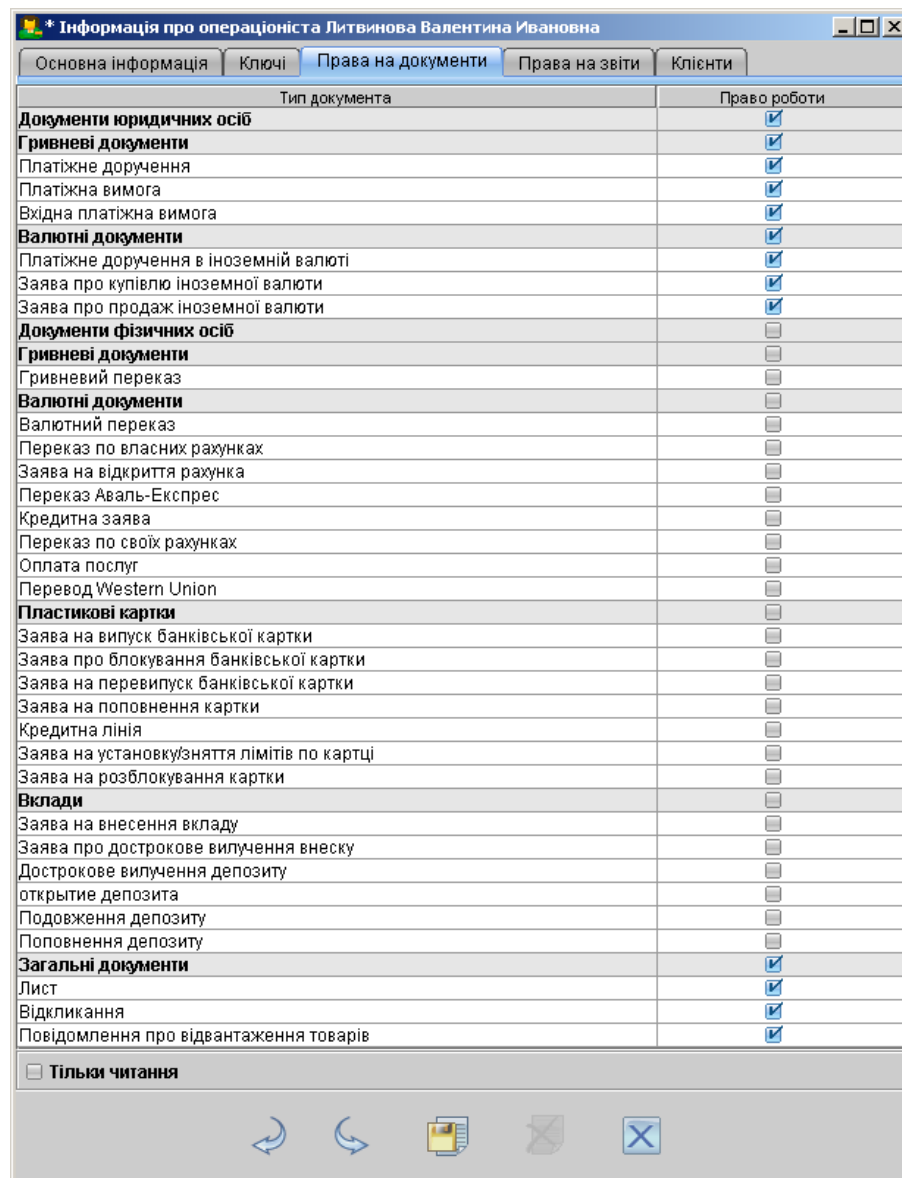 * Інформація про операціоніста Литвинова Валентина Ивановна
Основна інформація Ключі Права на документи Права на звіти Клієнти
Тип документа Право роботи
Документи юридичних осіб
Гривневі документи
Платіжне доручення
Платіжна вимога
Вхідна платіжна вимога
Валютні документи
Платіжне доручення в іноземній валюті
Заява про купівлю іноземної валюти
Заява про продаж іноземної валюти
Документи фізичних осіб
Гривневі документи
Гривневий переказ
Валютні документи
Валютний переказ
Переказ по власних рахунках
Заява на відкриття рахунка
Переказ Аваль-Експрес
Кредитна заява
Переказ по своїх рахунках
Оплата послуг
Перевод Western Union
Пластикові картки
Заява на випуск банківської картки
Заява про блокування банківської картки
Заява на перевипуск банківської картки
Заява на поповнення картки
Кредитна лінія
Заява на установку/зняття лімітів по картці
Заява на розблокування картки
Вклади
Заява на внесення вкладу
Заява про дострокове вилучення внеску
Дострокове вилучення депозиту
открытие депозита
Подовження депозиту
Поповнення депозиту
Загальні документи
Лист
Відкликання
Повідомлення про відвантаження товарів
Тільки читання